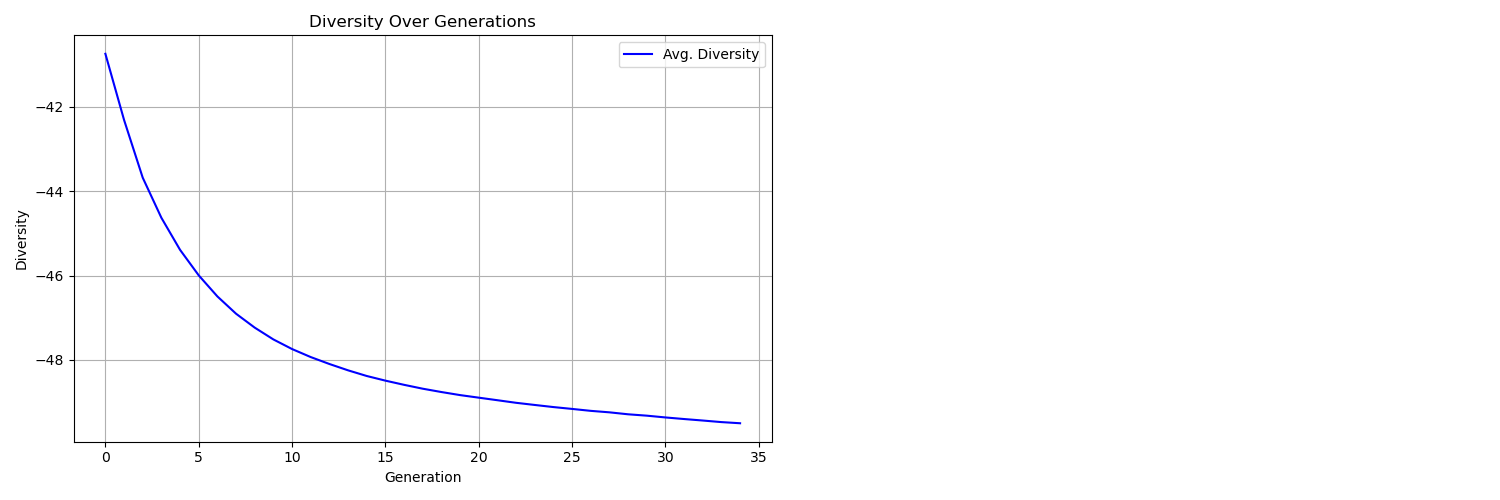 Diversity Over Generations
Avg. Diversity
−42
−44
−46
−48
Diversity
0 5 10 15 20 25 30 35
Generation